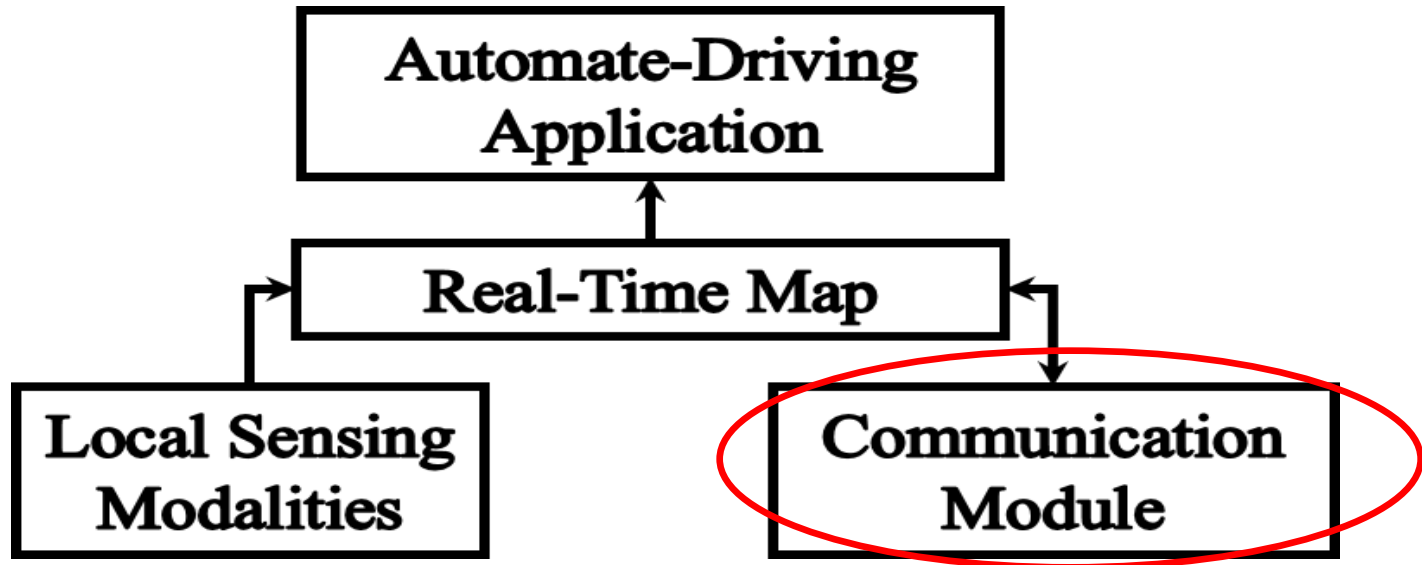 Automate-Driving
Application
Real-Time Map
Local Sensing
Modalities
Communication
Module